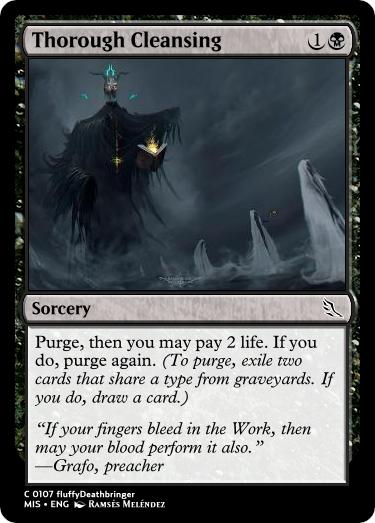 Thorough Cleansing 1
Sorcery
Purge, then you may pay 2 life. If you
do, purge again. (To purge, exile two
cards that share a type from graveyards. If
you do, draw a card.)
“If your fingers bleed in the Work, then
may your blood perform it also.”
—Grafo, preacher
C 0107 fluffyDeathbringer
MIS • ENG Ramsés Meléndez